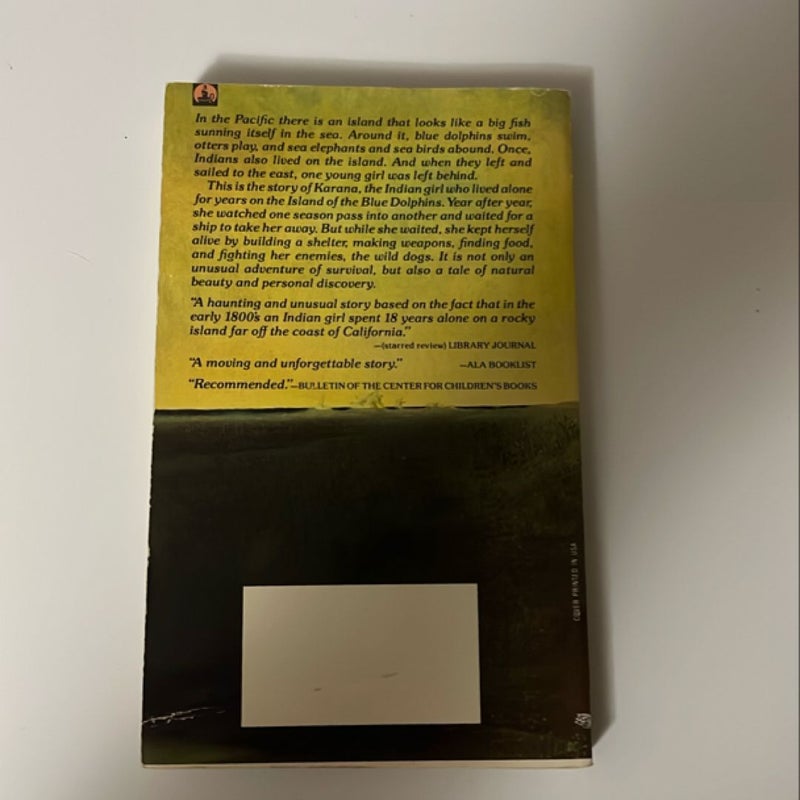 In the Pacific there is an island that looks like a big fish
sunning itself in the sea. Around it, blue dolphins swim,
otters play, and sea elephants and sea birds abound. Once,
Indians also lived on the island. And when they left and
sailed to the east, one young girl was left behind.
This is the story of Karana, the Indian girl who lived alone
for years on the Island of the Blue Dolphins. Year after year,
she watched one season pass into another and waited for a
ship to take her away. But while she waited, she kept herself
alive by building a shelter, making weapons, finding food,
and fighting her enemies, the wild dogs. It is not only an
unusual adventure of survival, but also a tale of natural
beauty and personal discovery.
"A haunting and unusual story based on the fact that in the
early 1800's an Indian girl spent 18 years alone on a rocky
island far off the coast of California."
—(starred review) LIBRARY JOURNAL
"A moving and unforgettable story." —ALA BOOKLIST
"Recommended."—BULLETIN OF THE CENTER FOR CHILDREN'S BOOKS
COVER PRINTED IN USA